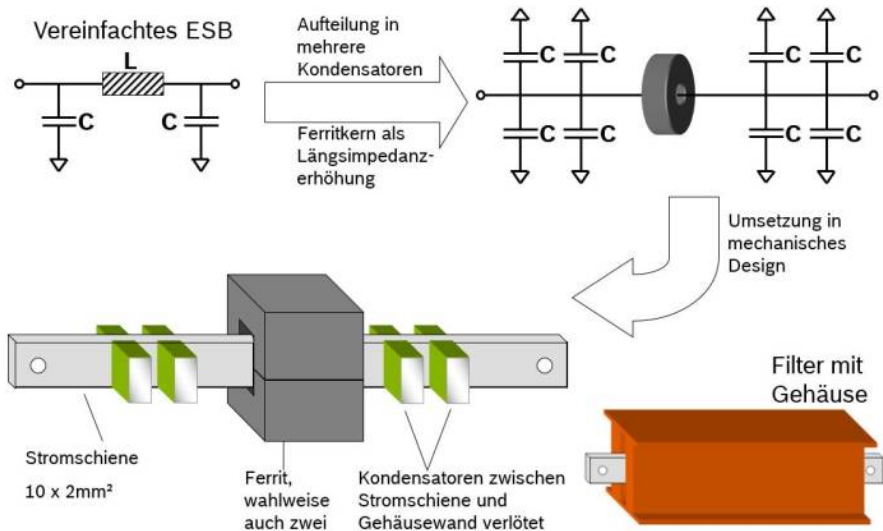 Vereinfachtes ESB
L
C
C
Aufteilung in
mehrere
Kondensatoren
Ferritkern als
Längsimpedanz-
erhöhung
C
C
C
C
C
C
C
C
Umsetzung in
mechanisches
Design
Stromschiene
10 x 2mm²
Ferrit,
wahlweise
auch zwei
Kondensatoren zwischen
Stromschiene und
Gehäusewand verlötet
Filter mit
Gehäuse